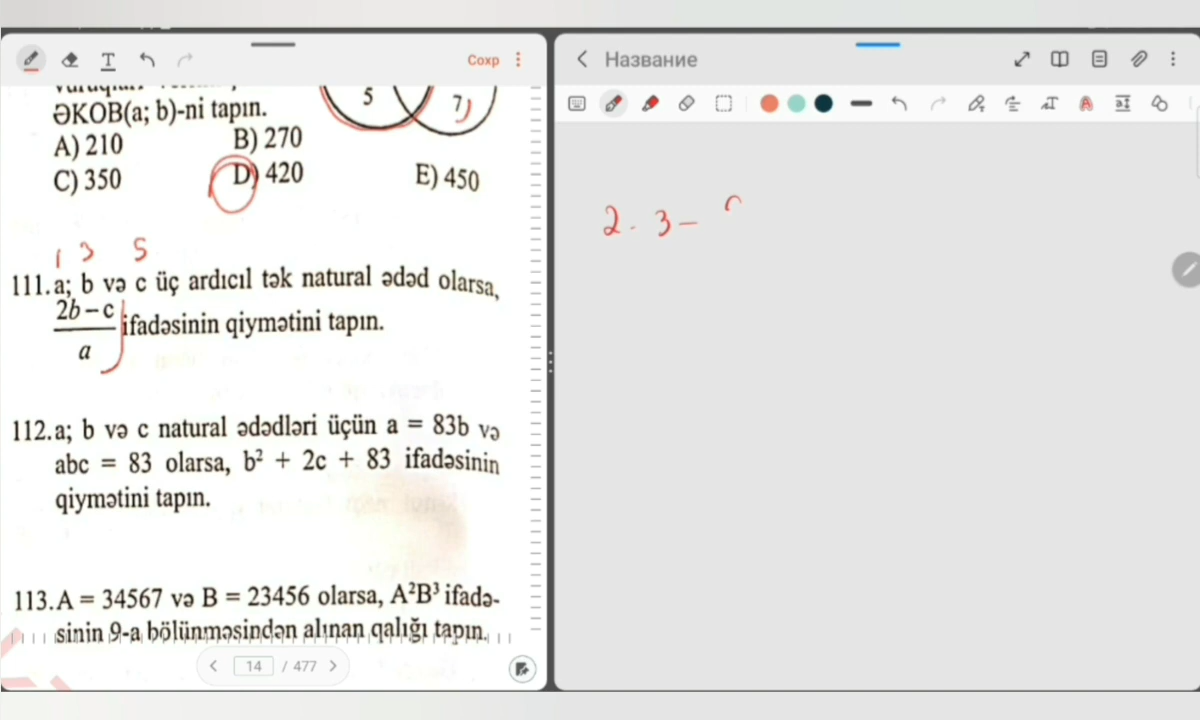 Сохр
Название
ƏKOB(a; b)-ni tapın.
A) 210 B) 270
C) 350 D) 420 E) 450
5 7
1 3 5
111. a; b və c üç ardıcıl tək natural ədəd olarsa,
2b – c
a
ifadəsinin qiymətini tapın.
112. a; b və c natural ədədləri üçün a = 83b və
abc = 83 olarsa, b² + 2c + 83 ifadəsinin
qiymətini tapın.
113. A = 34567 və B = 23456 olarsa, A²B³ ifadə-
sinin 9-a bölünməsindən alınan qalığı tapın.
14 / 477
2 · 3 –